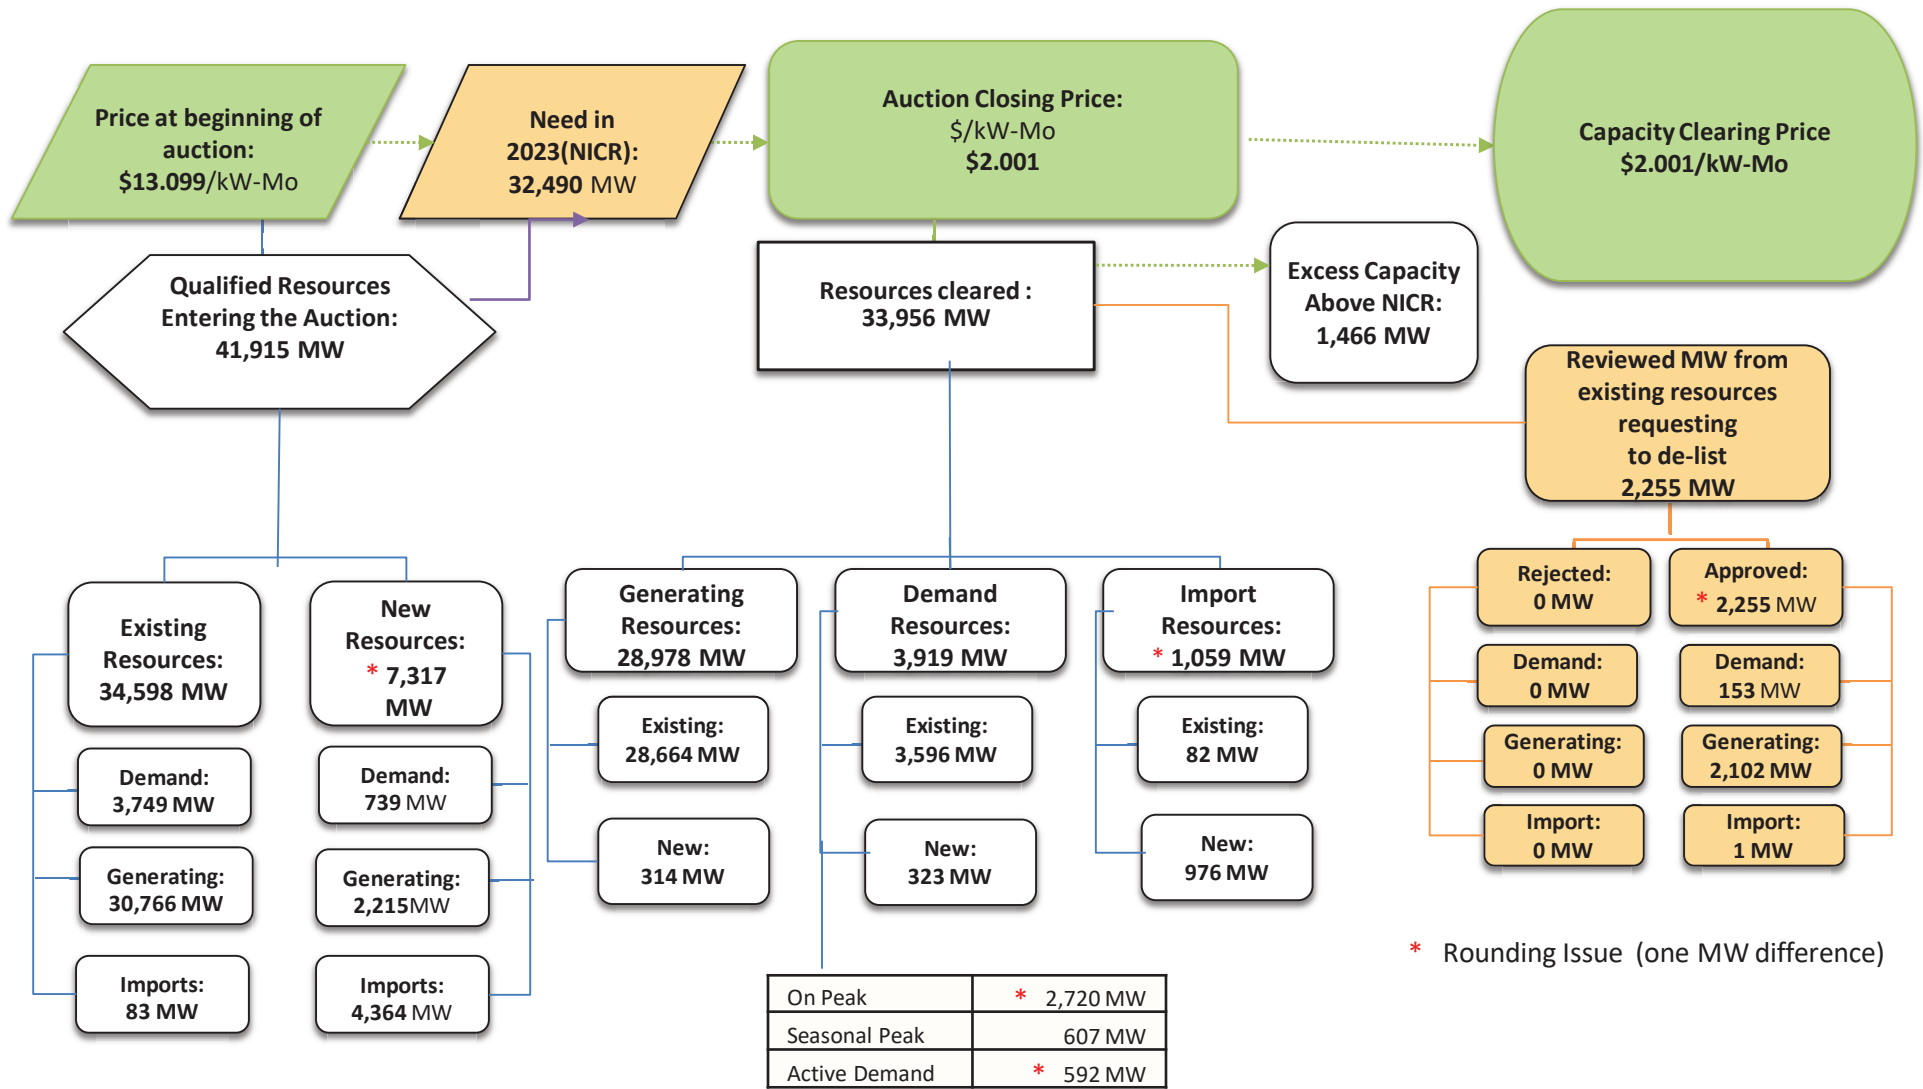 Price at beginning of
auction:
$13.099/kW-Mo
Need in
2023(NICR):
32,490 MW
Auction Closing Price:
$/kW-Mo
$2.001
Capacity Clearing Price
$2.001/kW-Mo
Qualified Resources
Entering the Auction:
41,915 MW
Resources cleared :
33,956 MW
Excess Capacity
Above NICR:
1,466 MW
Reviewed MW from
existing resources
requesting
to de-list
2,255 MW
Existing
Resources:
34,598 MW
Demand:
3,749 MW
Generating:
30,766 MW
Imports:
83 MW
New
Resources:
* 7,317
MW
Demand:
739 MW
Generating:
2,215MW
Imports:
4,364 MW
Generating
Resources:
28,978 MW
Existing:
28,664 MW
New:
314 MW
Demand
Resources:
3,919 MW
Existing:
3,596 MW
New:
323 MW
Import
Resources:
* 1,059 MW
Existing:
82 MW
New:
976 MW
On Peak * 2,720 MW
Seasonal Peak 607 MW
Active Demand * 592 MW
Rejected:
0 MW
Demand:
0 MW
Generating:
0 MW
Import:
0 MW
Approved:
* 2,255 MW
Demand:
153 MW
Generating:
2,102 MW
Import:
1 MW
* Rounding Issue (one MW difference)